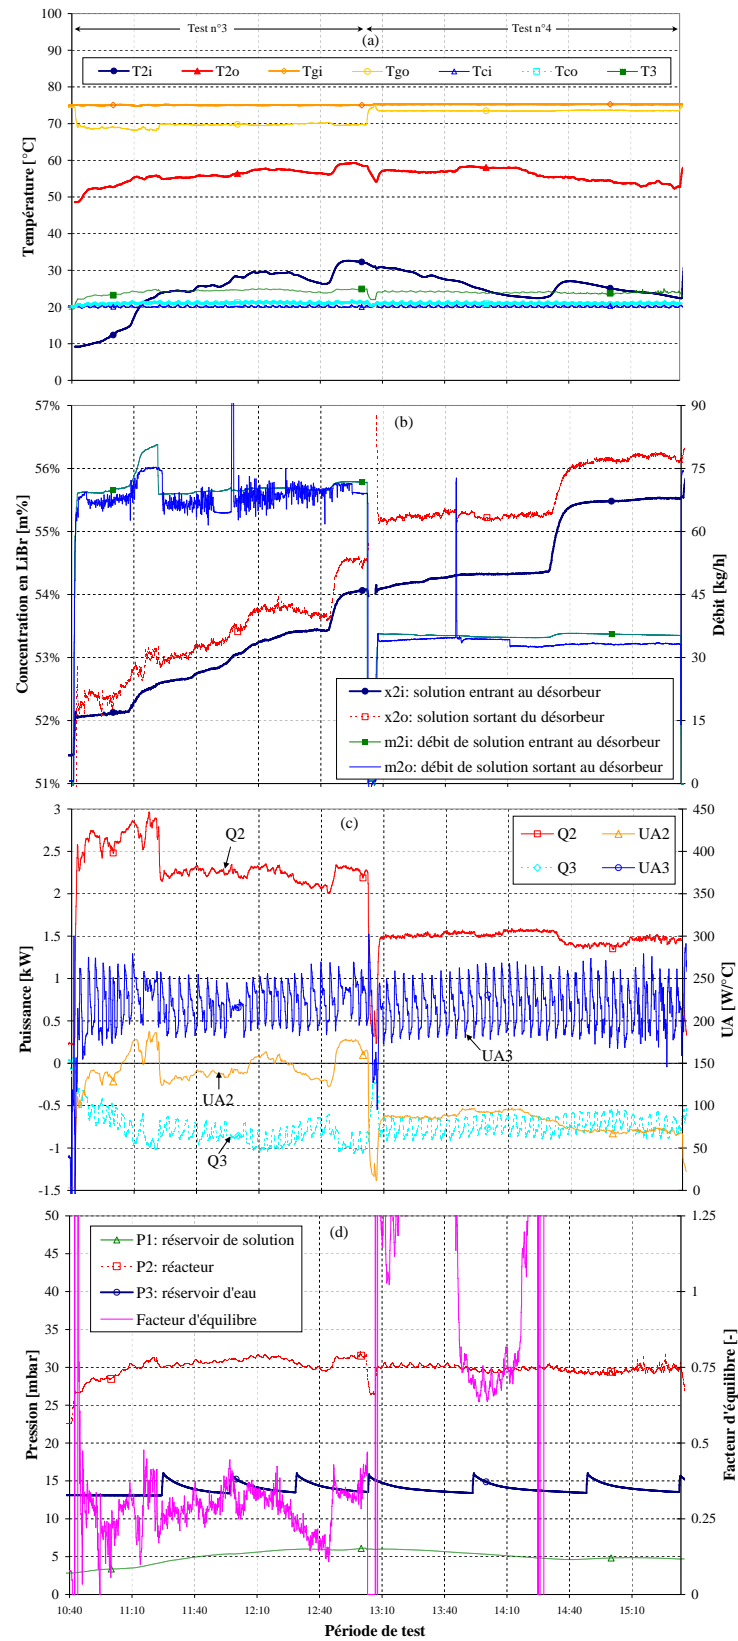 Test n°3
Test n°4
(a)
T2i T2o Tgi Tgo Tci Tco T3
Température [°C]
100
90
80
70
60
50
40
30
20
10
0
(b)
Concentration en LiBr [m%]
57%
56%
55%
54%
53%
52%
51%
Débit [kg/h]
90
75
60
45
30
15
0
x2i: solution entrant au désorbeur
x2o: solution sortant du désorbeur
m2i: débit de solution entrant au désorbeur
m2o: débit de solution sortant au désorbeur
(c)
Puissance [kW]
3
2.5
2
1.5
1
0.5
0
-0.5
-1
-1.5
UA [W/°C]
450
400
350
300
250
200
150
100
50
0
Q2 UA2
Q3 UA3
Q2
UA3
UA2
Q3
(d)
Pression [mbar]
50
45
40
35
30
25
20
15
10
5
0
Facteur d'équilibre [-]
1.25
1
0.75
0.5
0.25
0
P1: réservoir de solution
P2: réacteur
P3: réservoir d'eau
Facteur d'équilibre
10:40 11:10 11:40 12:10 12:40 13:10 13:40 14:10 14:40 15:10
Période de test